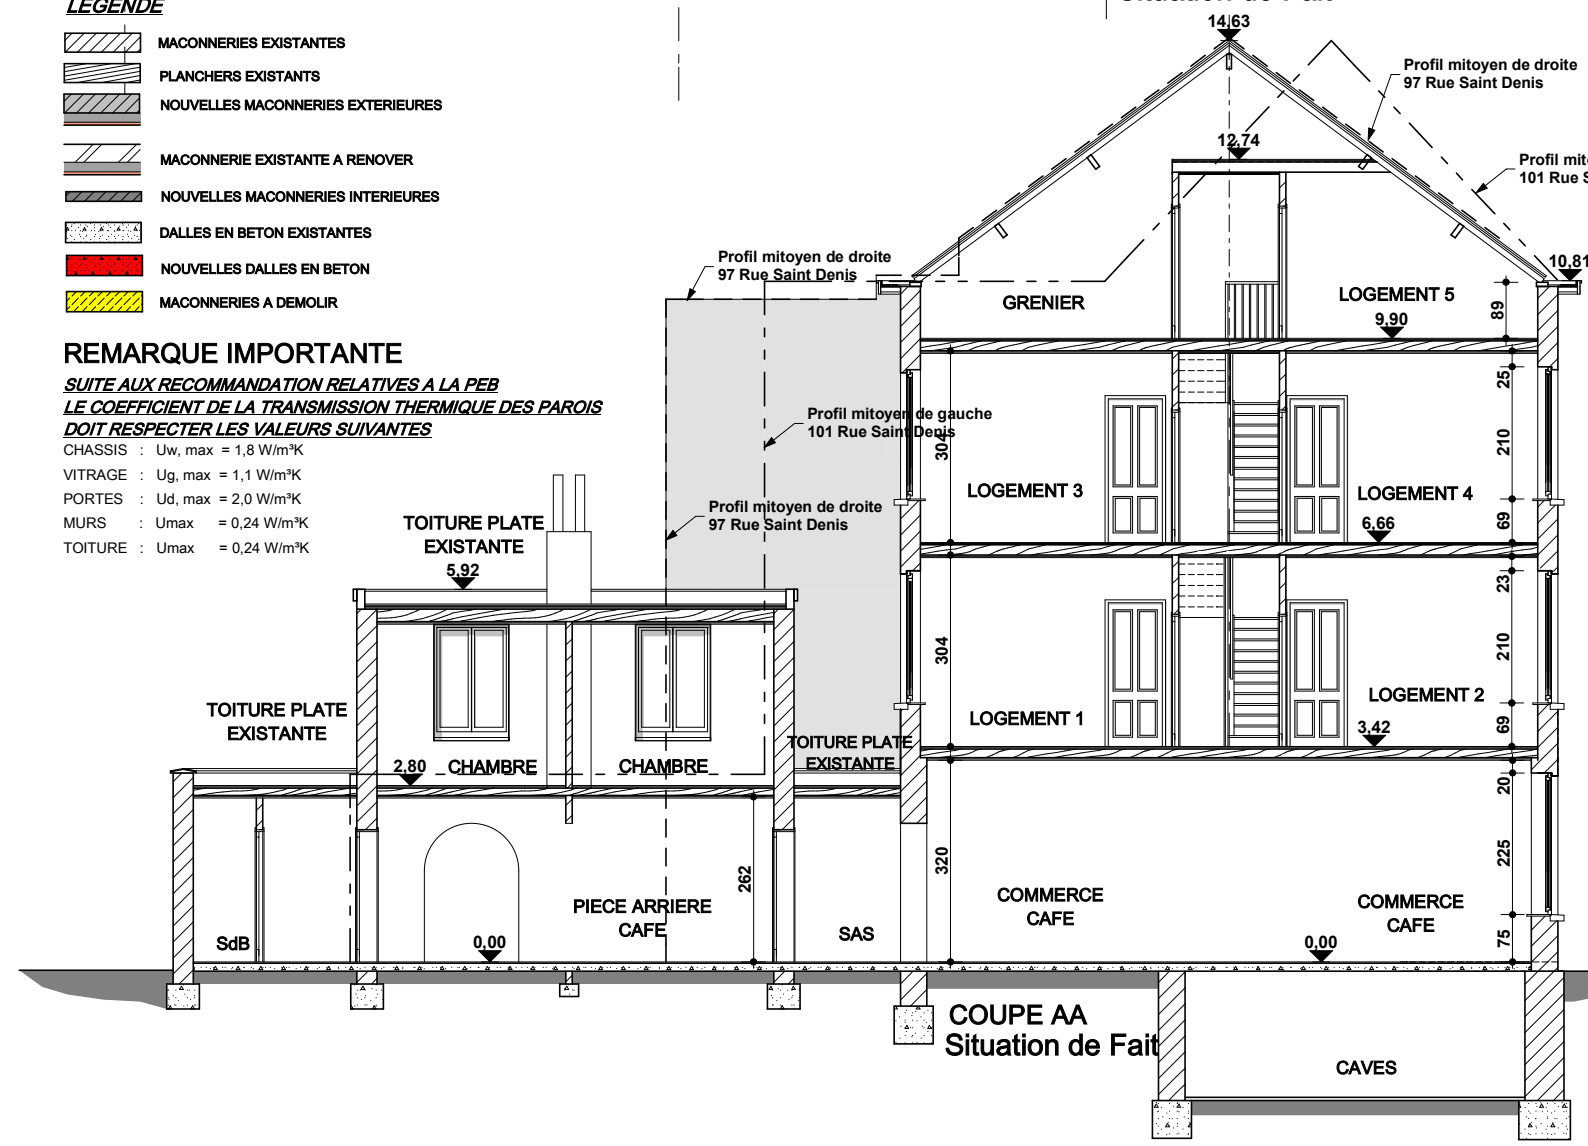 LEGENDE
MACONNERIES EXISTANTES
PLANCHERS EXISTANTS
NOUVELLES MACONNERIES EXTERIEURES
MACONNERIE EXISTANTE A RENOVER
NOUVELLES MACONNERIES INTERIEURES
DALLES EN BETON EXISTANTES
NOUVELLES DALLES EN BETON
MACONNERIES A DEMOLIR
REMARQUE IMPORTANTE
SUITE AUX RECOMMANDATION RELATIVES A LA PEB
LE COEFFICIENT DE LA TRANSMISSION THERMIQUE DES PAROIS
DOIT RESPECTER LES VALEURS SUIVANTES
CHASSIS : Uw, max = 1,8 W/m³K
VITRAGE : Ug, max = 1,1 W/m³K
PORTES : Ud, max = 2,0 W/m³K
MURS : Umax = 0,24 W/m³K
TOITURE : Umax = 0,24 W/m³K
14,63
Profil mitoyen de droite
97 Rue Saint Denis
12,74
101 Rue
Profil mitoyen de droite
97 Rue Saint Denis
10,81
GRENIER
LOGEMENT 5
9,90
89
25
Profil mitoyen de gauche
101 Rue Saint Denis
304
210
LOGEMENT 3
LOGEMENT 4
Profil mitoyen de droite
97 Rue Saint Denis
6,66
69
TOITURE PLATE
EXISTANTE
5,92
23
304
210
LOGEMENT 1
LOGEMENT 2
3,42
69
TOITURE PLATE
EXISTANTE
TOITURE PLATE
EXISTANTE
2,80
CHAMBRE
CHAMBRE
20
320
225
262
PIECE ARRIERE
CAFE
COMMERCE
CAFE
COMMERCE
CAFE
SdB
0,00
SAS
0,00
75
COUPE AA
Situation de Fait
CAVES